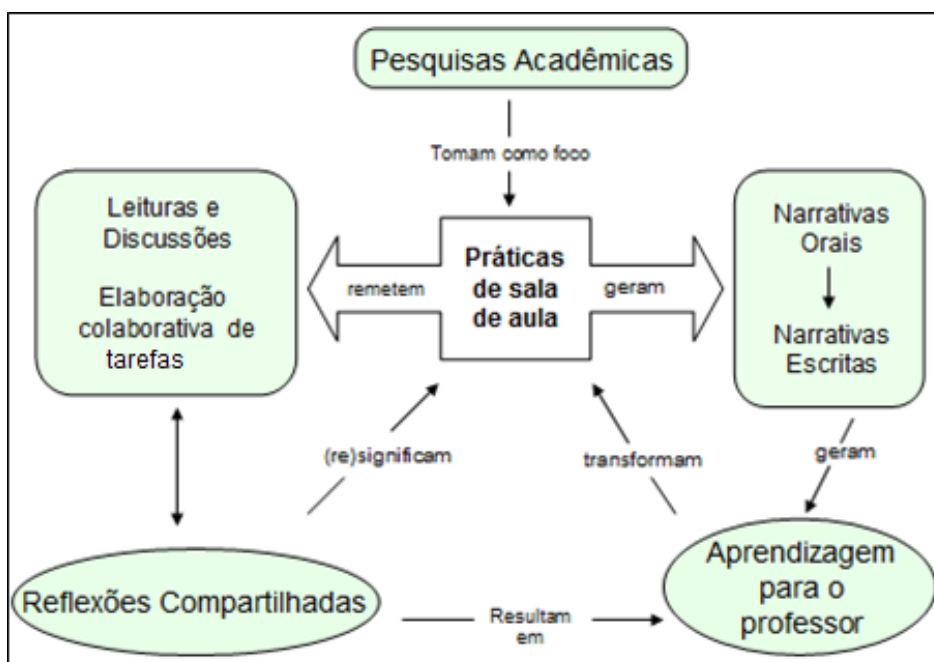 Pesquisas Acadêmicas
Tomam como foco
Leituras e
Discussões
Elaboração
colaborativa de
tarefas
remetem
Práticas
de sala
de aula
geram
Narrativas
Orais
Narrativas
Escritas
(re)significam
transformam
geram
Reflexões Compartilhadas
Resultam
em
Aprendizagem
para o
professor